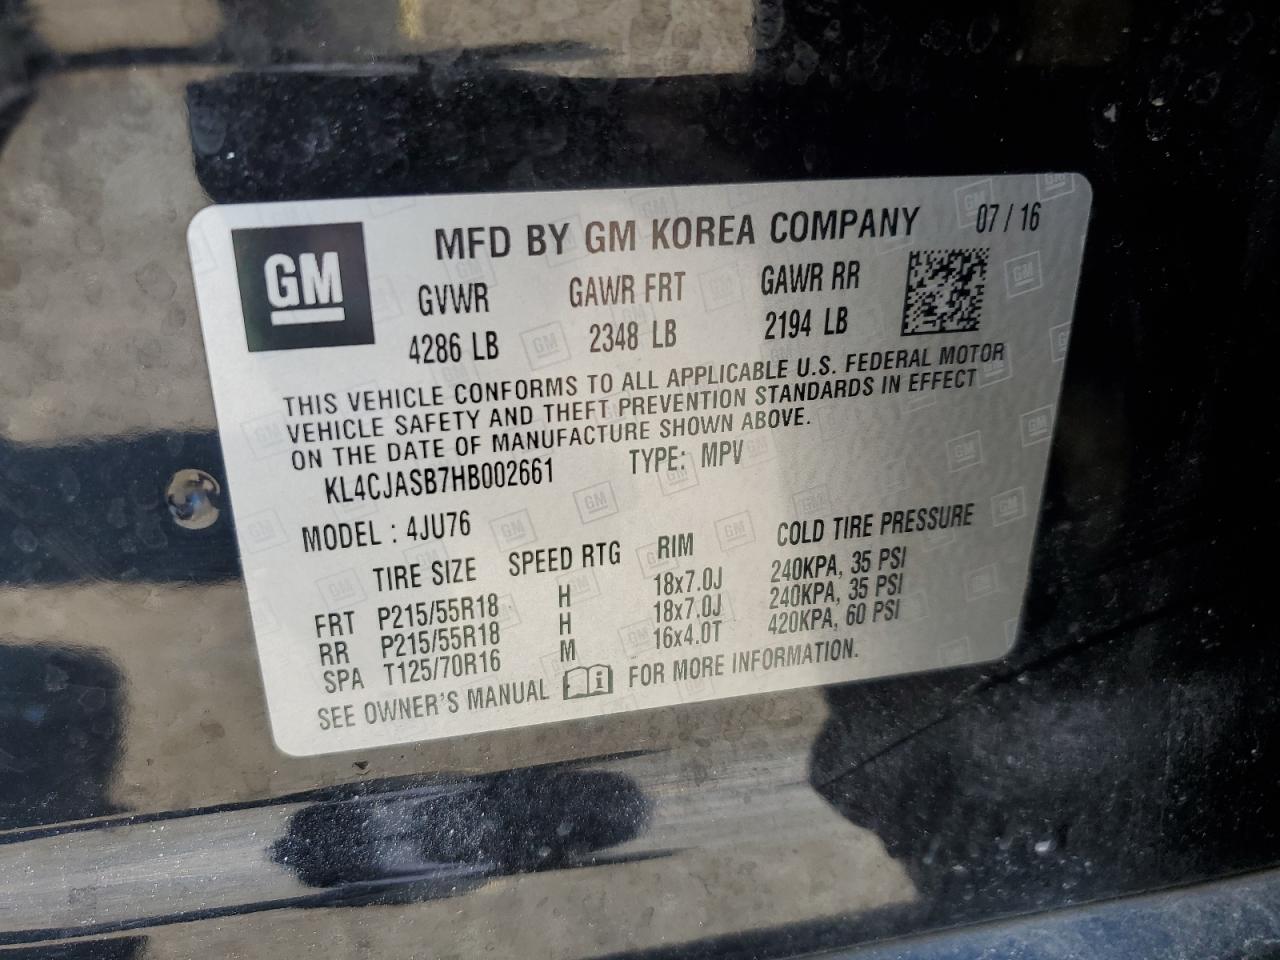 GM
MFD BY GM KOREA COMPANY 07 / 16
GVWR GAWR FRT GAWR RR
4286 LB 2348 LB 2194 LB
THIS VEHICLE CONFORMS TO ALL APPLICABLE U.S. FEDERAL MOTOR
VEHICLE SAFETY AND THEFT PREVENTION STANDARDS IN EFFECT
ON THE DATE OF MANUFACTURE SHOWN ABOVE.
KL4CJASB7HB002661 TYPE: MPV
MODEL : 4JU76
TIRE SIZE SPEED RTG RIM COLD TIRE PRESSURE
FRT P215/55R18 H 18x7.0J 240KPA, 35 PSI
RR P215/55R18 H 18x7.0J 240KPA, 35 PSI
SPA T125/70R16 M 16x4.0T 420KPA, 60 PSI
SEE OWNER'S MANUAL FOR MORE INFORMATION.